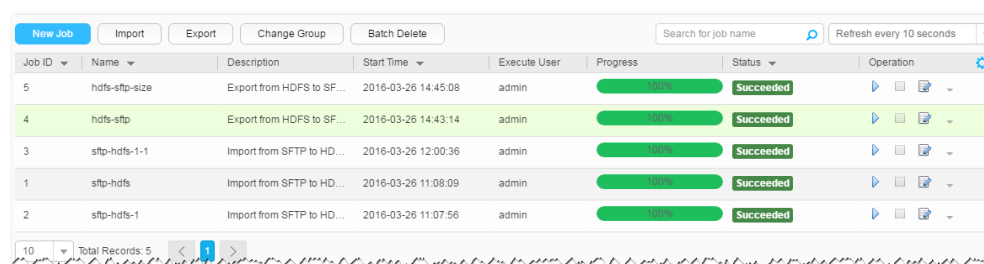 New Job Import Export Change Group Batch Delete Search for job name Refresh every 10 seconds
Job ID Name Description Start Time Execute User Progress Status Operation
5 hdfs-sftp-size Export from HDFS to SF... 2016-03-26 14:45:08 admin 100% Succeeded
4 hdfs-sftp Export from HDFS to SF... 2016-03-26 14:43:14 admin 100% Succeeded
3 sftp-hdfs-1-1 Import from SFTP to HD... 2016-03-26 12:00:36 admin 100% Succeeded
1 sftp-hdfs Import from SFTP to HD... 2016-03-26 11:08:09 admin 100% Succeeded
2 sftp-hdfs-1 Import from SFTP to HD... 2016-03-26 11:07:56 admin 100% Succeeded
10 Total Records: 5 < 1 >